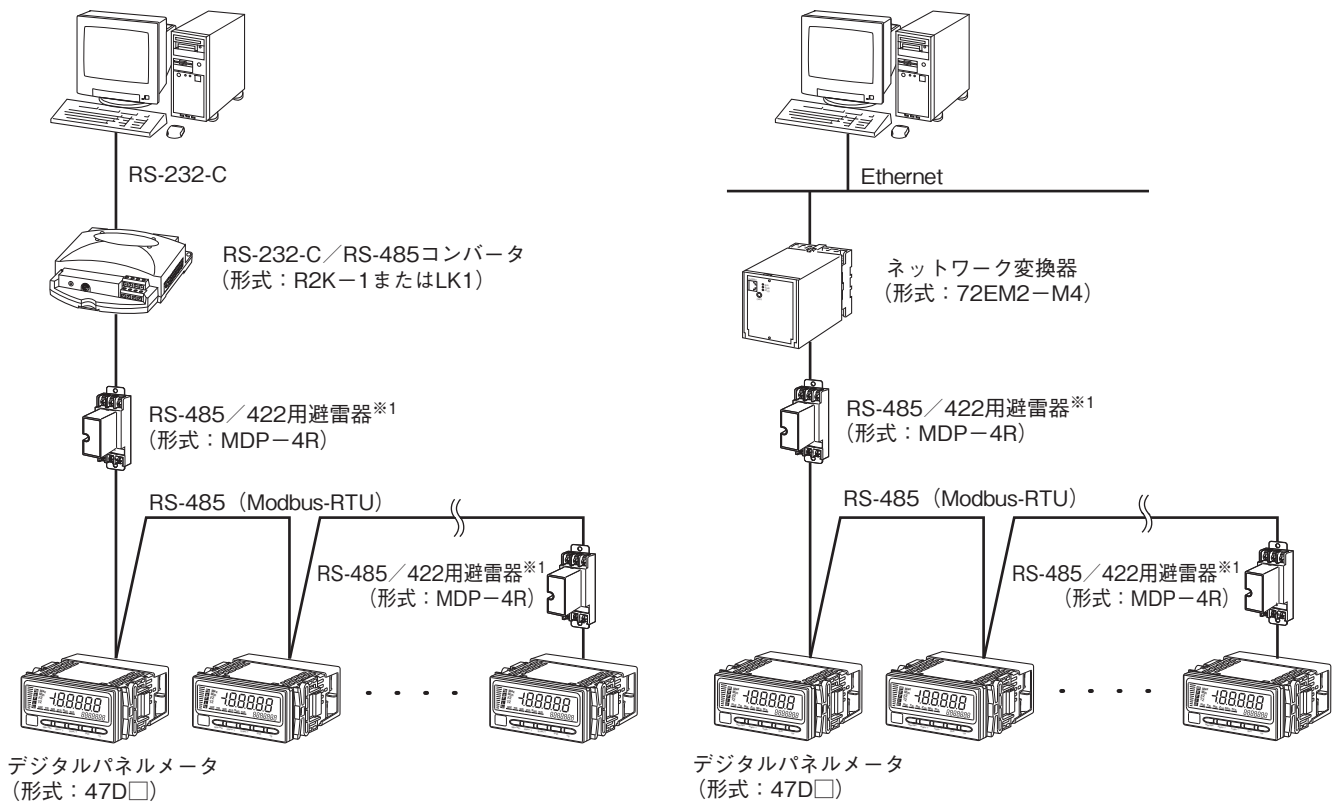 RS-232-C
RS-232-C／RS-485コンバータ
（形式：R2K－1またはLK1）
RS-485／422用避雷器※1
（形式：MDP－4R）
RS-485（Modbus-RTU）
RS-485／422用避雷器※1
（形式：MDP－4R）
デジタルパネルメータ
（形式：47D□）
Ethernet
ネットワーク変換器
（形式：72EM2－M4）
RS-485／422用避雷器※1
（形式：MDP－4R）
RS-485（Modbus-RTU）
RS-485／422用避雷器※1
（形式：MDP－4R）
デジタルパネルメータ
（形式：47D□）